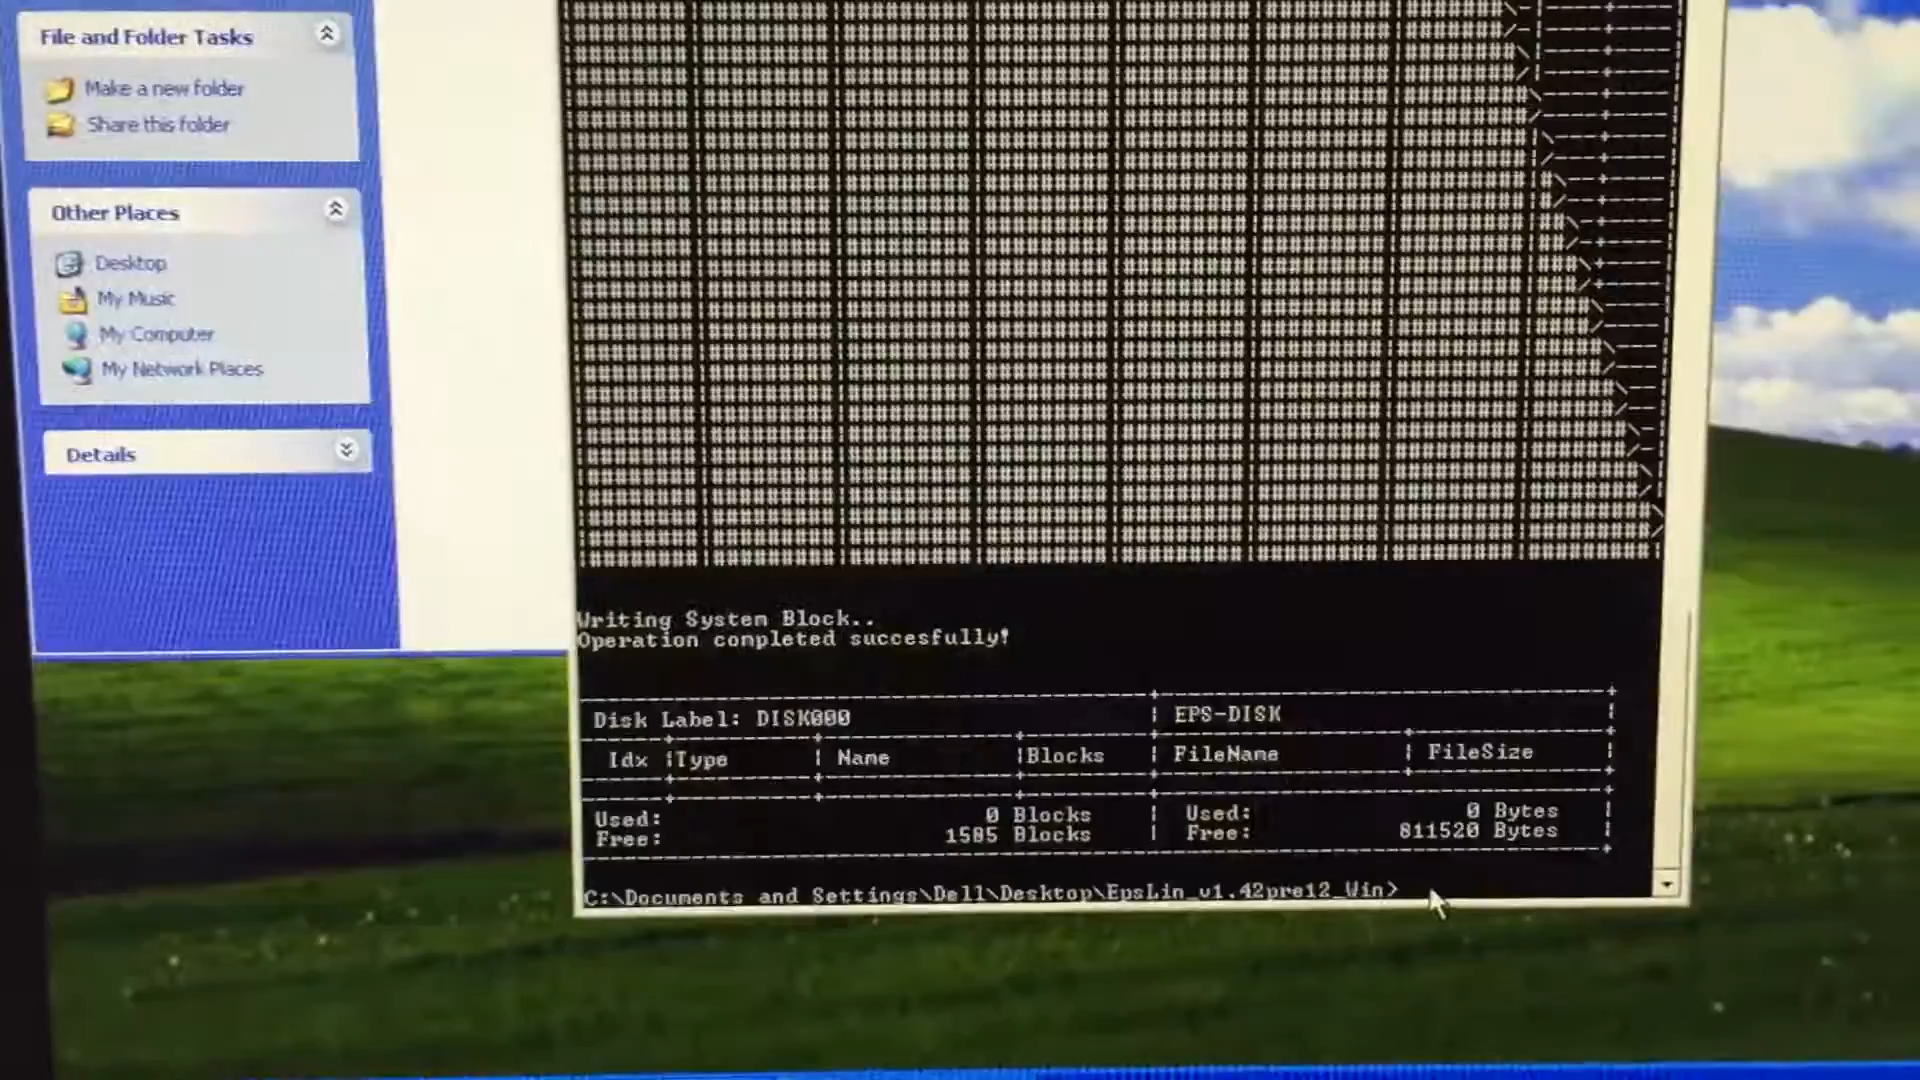 File and Folder Tasks
Make a new folder
Share this folder
Other Places
Desktop
My Music
My Computer
My Network Places
Details
Writing System Block..
Operation completed succesfully!
Disk Label: DISK000 | EPS-DISK |
Idx |Type | Name |Blocks | FileName | FileSize |
Used: 0 Blocks | Used: 0 Bytes |
Free: 1585 Blocks | Free: 811520 Bytes |
C:\Documents and Settings\Dell\Desktop\EpsLin_v1.42pre12_Win>